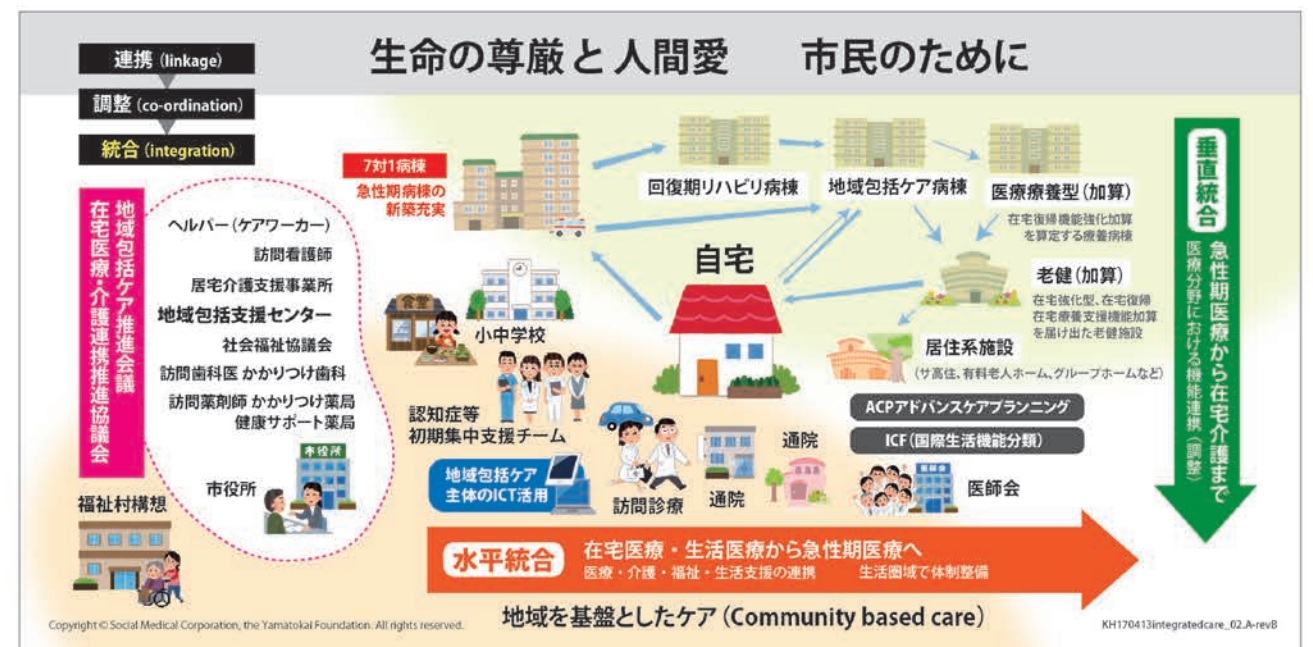 生命の尊厳と人間愛　市民のために
連携 (linkage)
調整 (co-ordination)
統合 (integration)
7対1病棟
急性期病棟の
新築充実
回復期リハビリ病棟
地域包括ケア病棟
医療療養型(加算)
在宅復帰機能強化加算
を算定する療養病棟
老健(加算)
在宅強化型、在宅復帰
在宅療養支援機能加算
を届け出た老健施設
居住系施設
(サ高住、有料老人ホーム、グループホームなど)
自宅
垂直統合
急性期医療から在宅介護まで
医療分野における機能連携(調整)
地域包括ケア推進会議
在宅医療・介護連携推進協議会
ヘルパー(ケアワーカー)
訪問看護師
居宅介護支援事業所
地域包括支援センター
社会福祉協議会
訪問歯科医 かかりつけ歯科
訪問薬剤師 かかりつけ薬局
健康サポート薬局
市役所
市役所
福祉村構想
食堂
小中学校
認知症等
初期集中支援チーム
地域包括ケア
主体のICT活用
訪問診療
通院
通院
ACPアドバンスケアプランニング
ICF(国際生活機能分類)
医師会
医師会
水平統合
在宅医療・生活医療から急性期医療へ
医療・介護・福祉・生活支援の連携　生活圏域で体制整備
地域を基盤としたケア (Community based care)
Copyright © Social Medical Corporation, the Yamatokai Foundation. All rights reserved.
KH170413integratedcare_02.A-revB